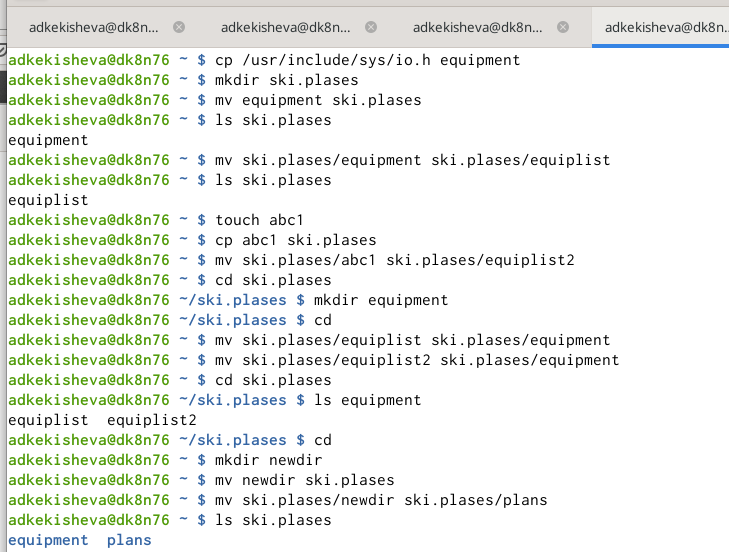 adkekisheva@dk8n... adkekisheva@dk8n... adkekisheva@dk8n... adkekisheva@dk8n...
adkekisheva@dk8n76 ~ $ cp /usr/include/sys/io.h equipment
adkekisheva@dk8n76 ~ $ mkdir ski.plases
adkekisheva@dk8n76 ~ $ mv equipment ski.plases
adkekisheva@dk8n76 ~ $ ls ski.plases
equipment
adkekisheva@dk8n76 ~ $ mv ski.plases/equipment ski.plases/equiplist
adkekisheva@dk8n76 ~ $ ls ski.plases
equiplist
adkekisheva@dk8n76 ~ $ touch abc1
adkekisheva@dk8n76 ~ $ cp abc1 ski.plases
adkekisheva@dk8n76 ~ $ mv ski.plases/abc1 ski.plases/equiplist2
adkekisheva@dk8n76 ~ $ cd ski.plases
adkekisheva@dk8n76 ~/ski.plases $ mkdir equipment
adkekisheva@dk8n76 ~/ski.plases $ cd
adkekisheva@dk8n76 ~ $ mv ski.plases/equiplist ski.plases/equipment
adkekisheva@dk8n76 ~ $ mv ski.plases/equiplist2 ski.plases/equipment
adkekisheva@dk8n76 ~ $ cd ski.plases
adkekisheva@dk8n76 ~/ski.plases $ ls equipment
equiplist  equiplist2
adkekisheva@dk8n76 ~/ski.plases $ cd
adkekisheva@dk8n76 ~ $ mkdir newdir
adkekisheva@dk8n76 ~ $ mv newdir ski.plases
adkekisheva@dk8n76 ~ $ mv ski.plases/newdir ski.plases/plans
adkekisheva@dk8n76 ~ $ ls ski.plases
equipment  plans